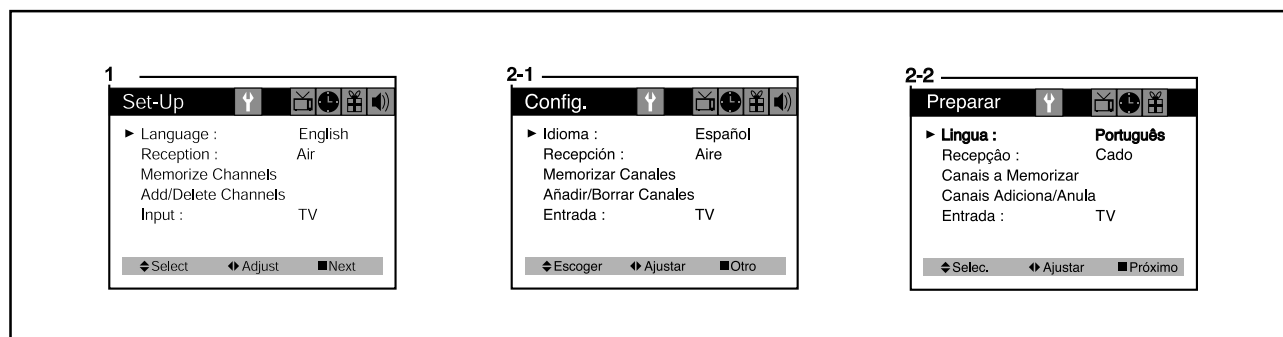 1
Set-Up
Language : English
Reception : Air
Memorize Channels
Add/Delete Channels
Input : TV
Select Adjust Next
2-1
Config.
Idioma : Español
Recepción : Aire
Memorizar Canales
Añadir/Borrar Canales
Entrada : TV
Escoger Ajustar Otro
2-2
Preparar
Lingua : Português
Recepçâo : Cado
Canais a Memorizar
Canais Adiciona/Anula
Entrada : TV
Selec. Ajustar Próximo